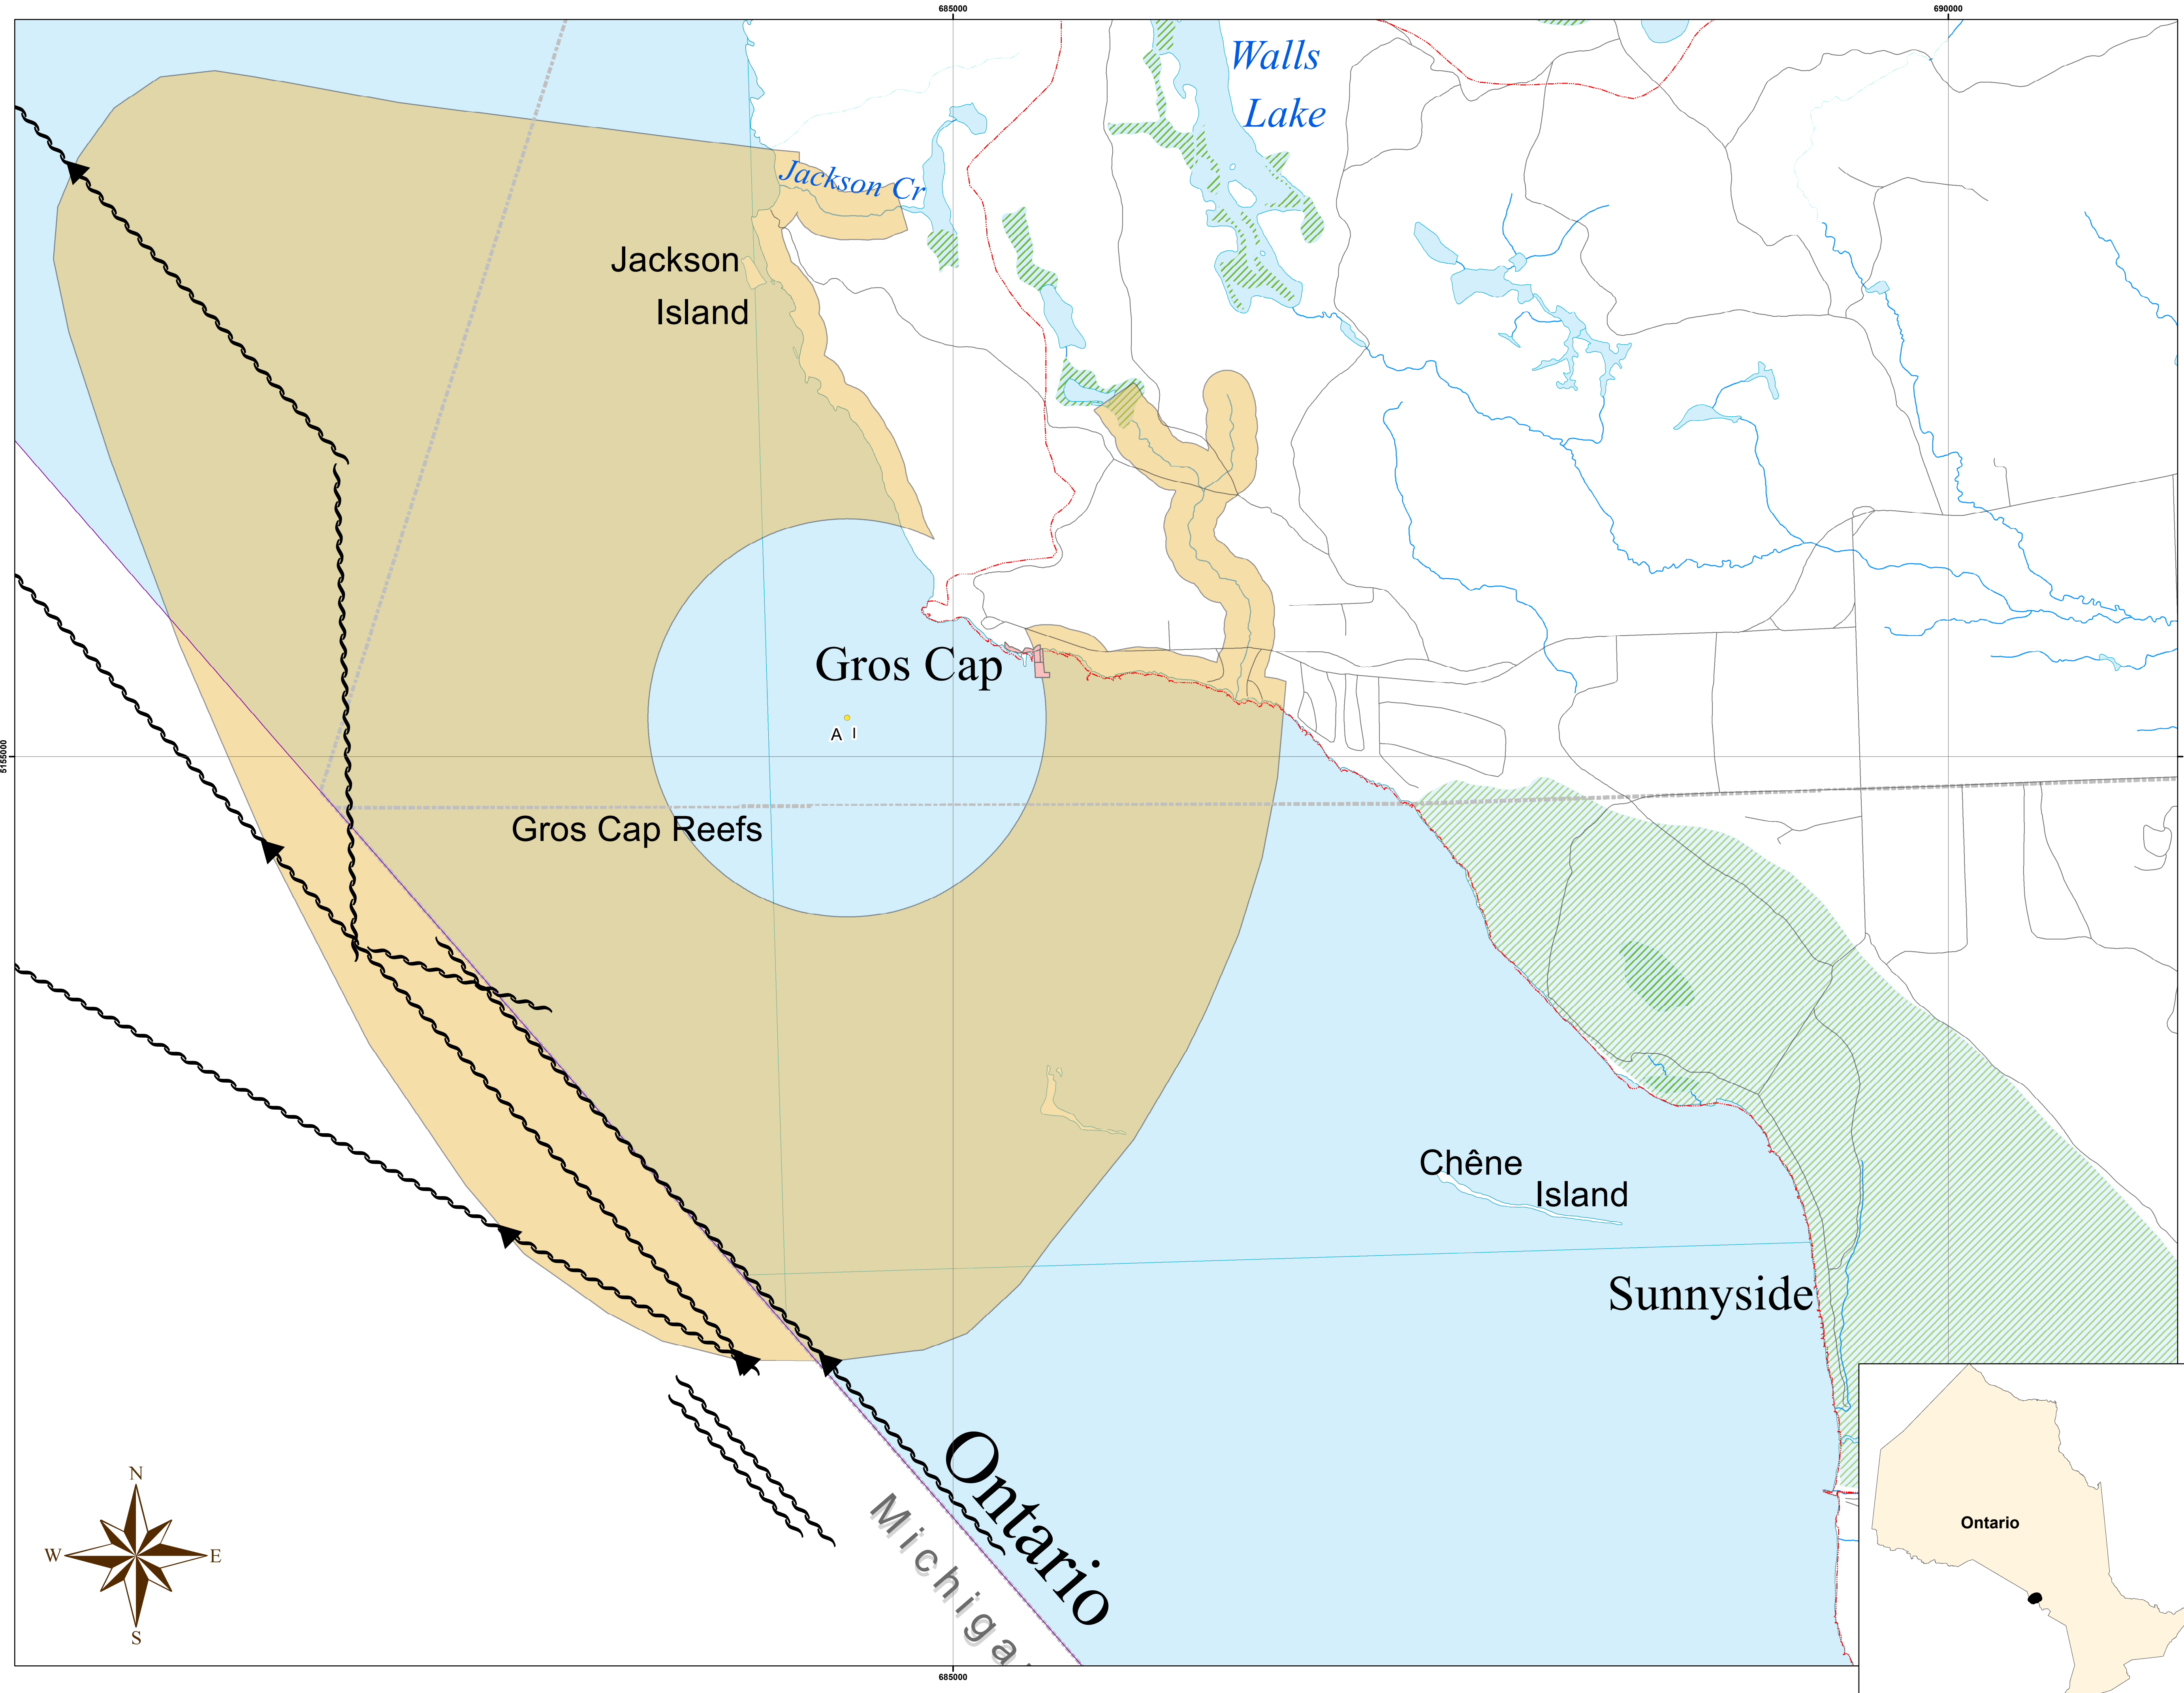 685000
690000
Walls
Lake
Jackson Cr
Jackson
Island
Gros Cap
A I
5155000
Gros Cap Reefs
Chêne
Island
Sunnyside
Ontario
Ontario
N
W
E
S
685000